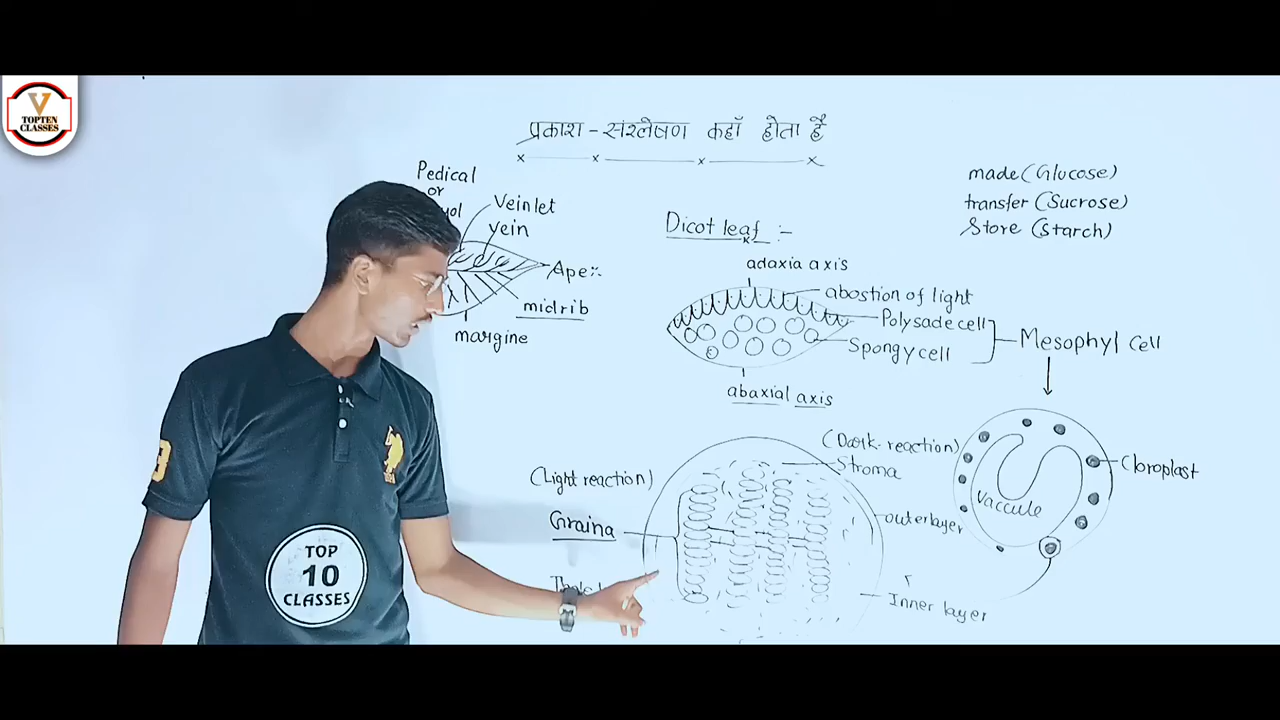 V
TOPTEN
CLASSES
प्रकाश - संश्लेषण कहाँ होता है
made (Glucose)
transfer (Sucrose)
Store (Starch)
Pedical
or
Veinlet
vein
Apex:-
midrib
margine
Dicot leaf :-
adaxia axis
abostion of light
Polysade cell
Spongy cell
Mesophyl cell
abaxial axis
(Dark-reaction)
Stroma
(Light reaction)
Graina
outerlayer
Inner layer
Cloroplast
vaccule
3
TOP
10
CLASSES